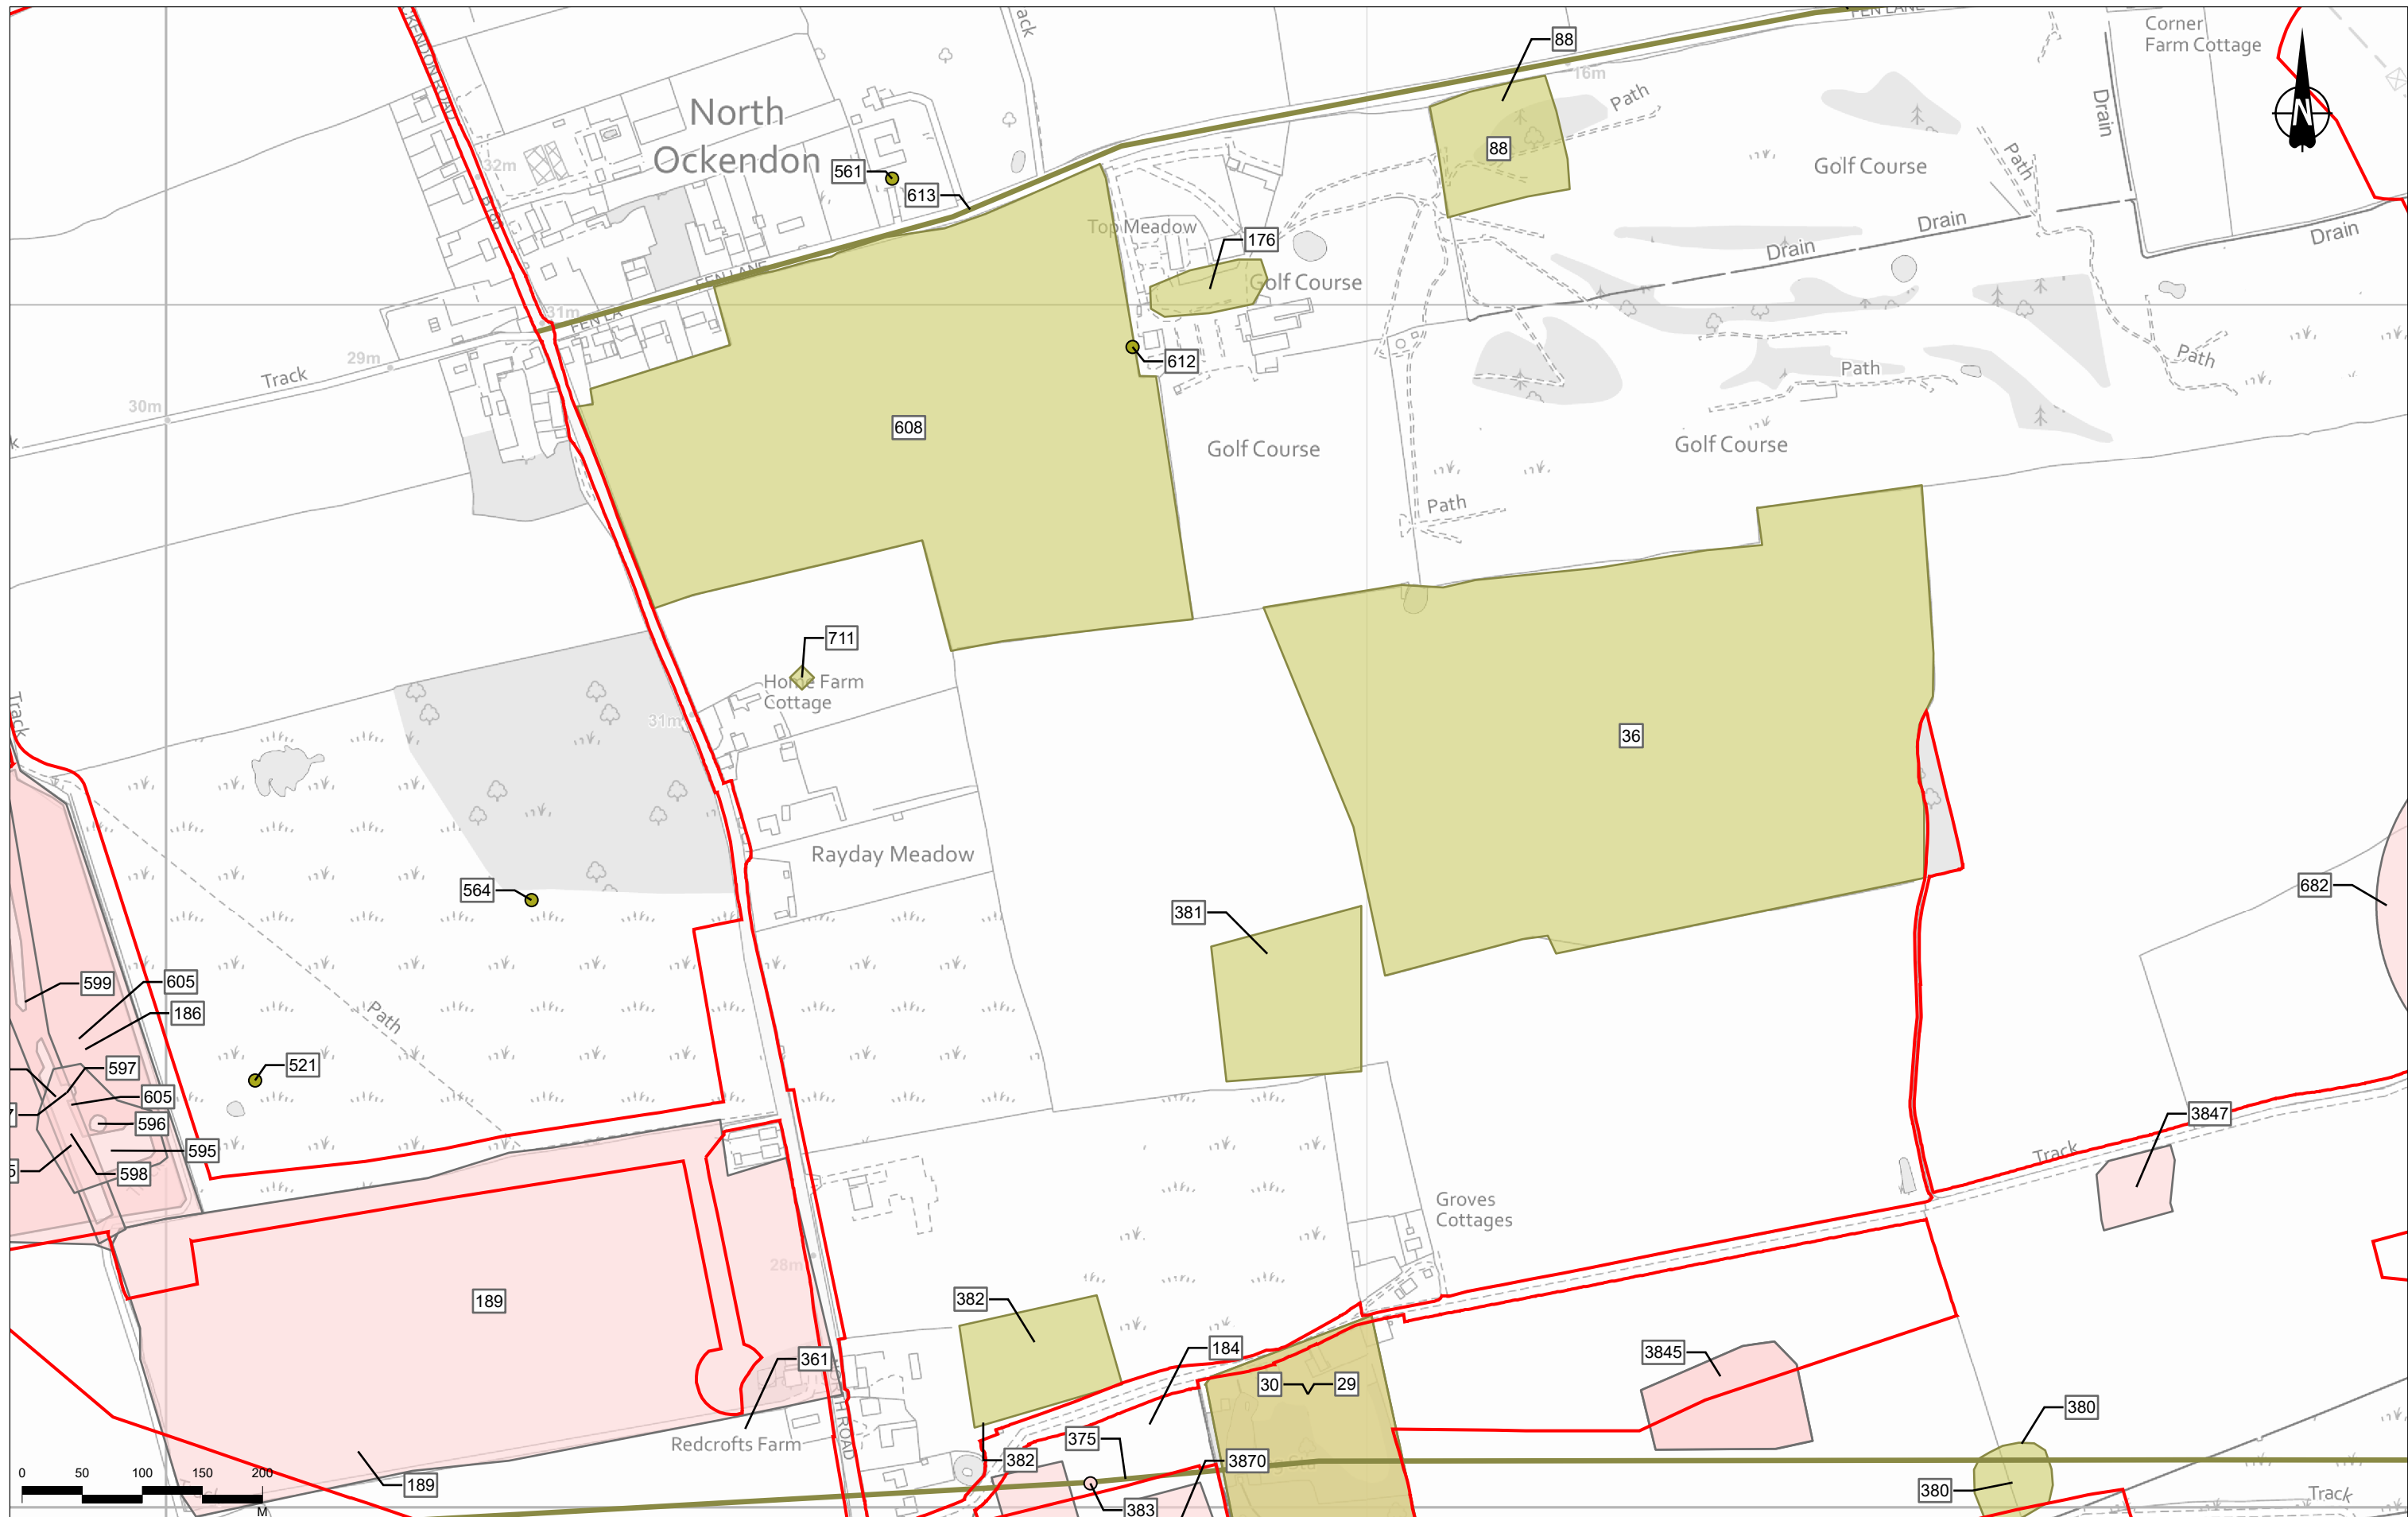 FEN LANE
Corner
Farm Cottage
88
16m
Path
North
Ockendon
N
Drain
Golf Course
Path
88
32m
561
613
Drain
Drain
Drain
Top Meadow
176
Golf Course
FEN LANE
31m
612
29m
Track
Path
Path
30m
608
Golf Course
Golf Course
Path
711
Home Farm
Cottage
31m
Track
36
Rayday Meadow
564
381
682
599
605
186
Path
597
521
605
596
595
598
3847
Track
Groves
Cottages
28m
189
382
184
361
3845
30
29
380
Redcrofts Farm
375
382
3870
380
Track
383
189
0 50 100 150 200
M